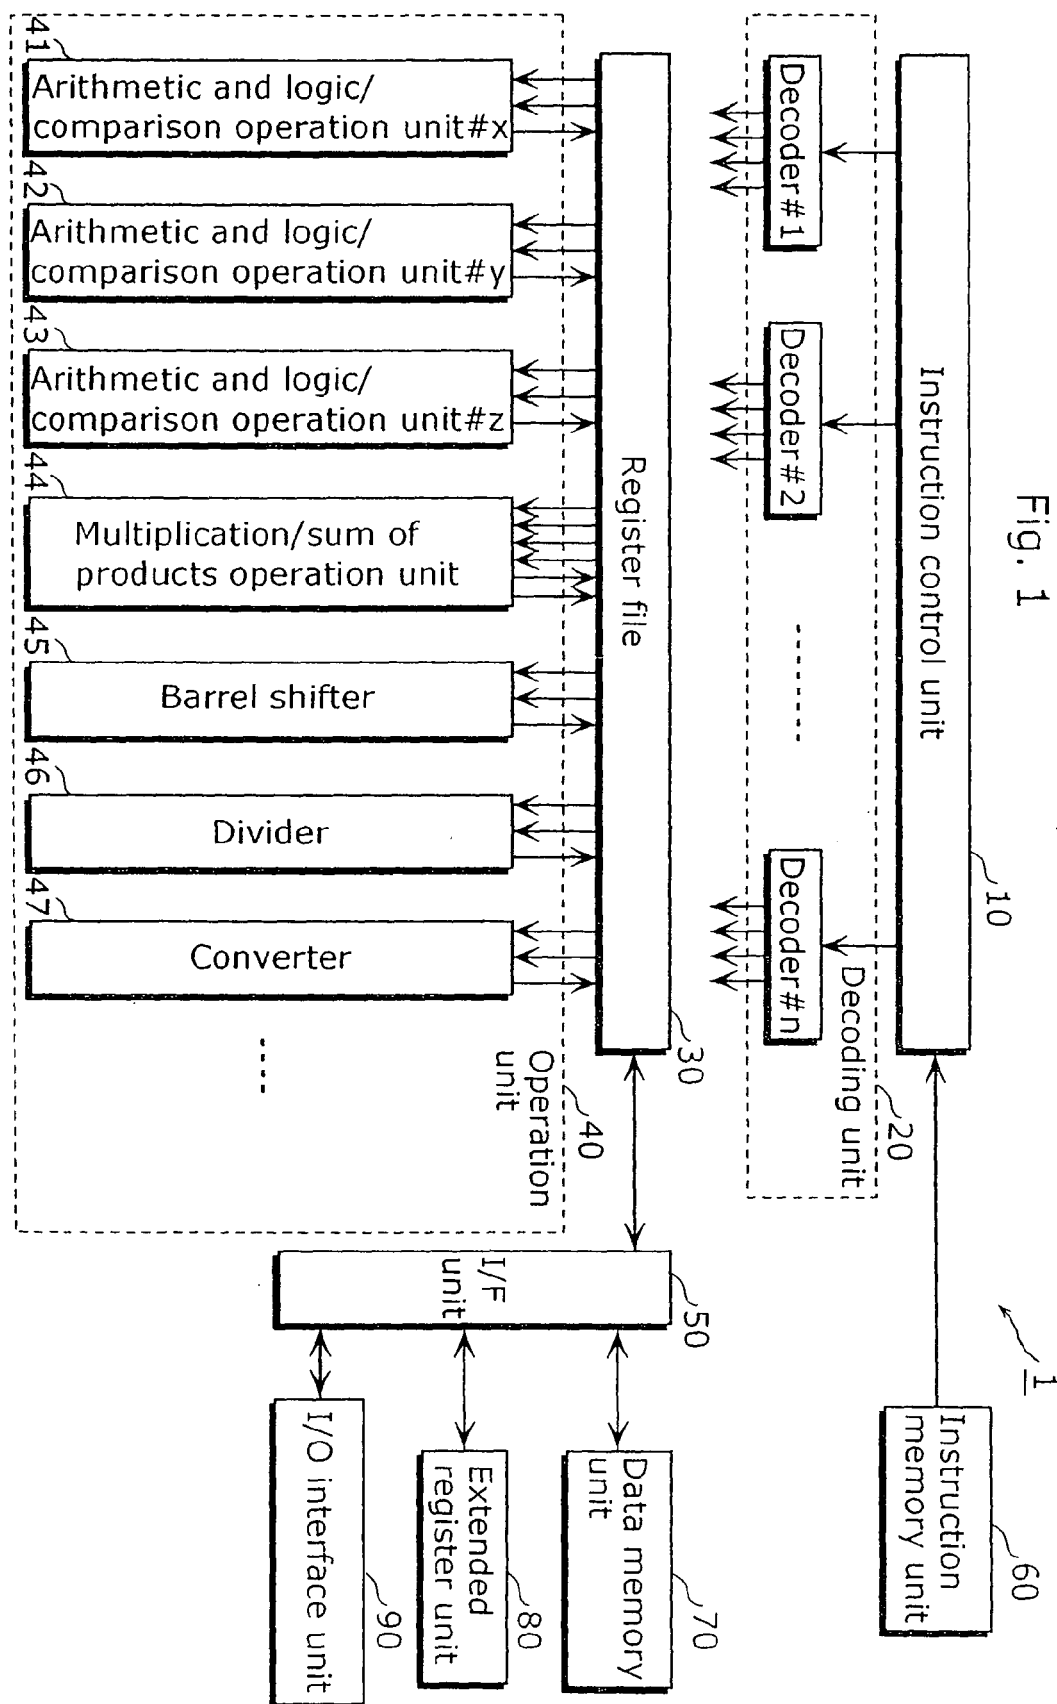 Fig. 1
1
Instruction control unit
10
Instruction
memory unit
60
Decoder#1
Decoder#2
Decoder#n
Decoding unit
20
Register file
30
I/F
unit
50
Data memory
unit
70
Extended
register unit
80
I/O interface unit
90
Operation
unit
40
41
Arithmetic and logic/
comparison operation unit#x
42
Arithmetic and logic/
comparison operation unit#y
43
Arithmetic and logic/
comparison operation unit#z
44
Multiplication/sum of
products operation unit
45
Barrel shifter
46
Divider
47
Converter